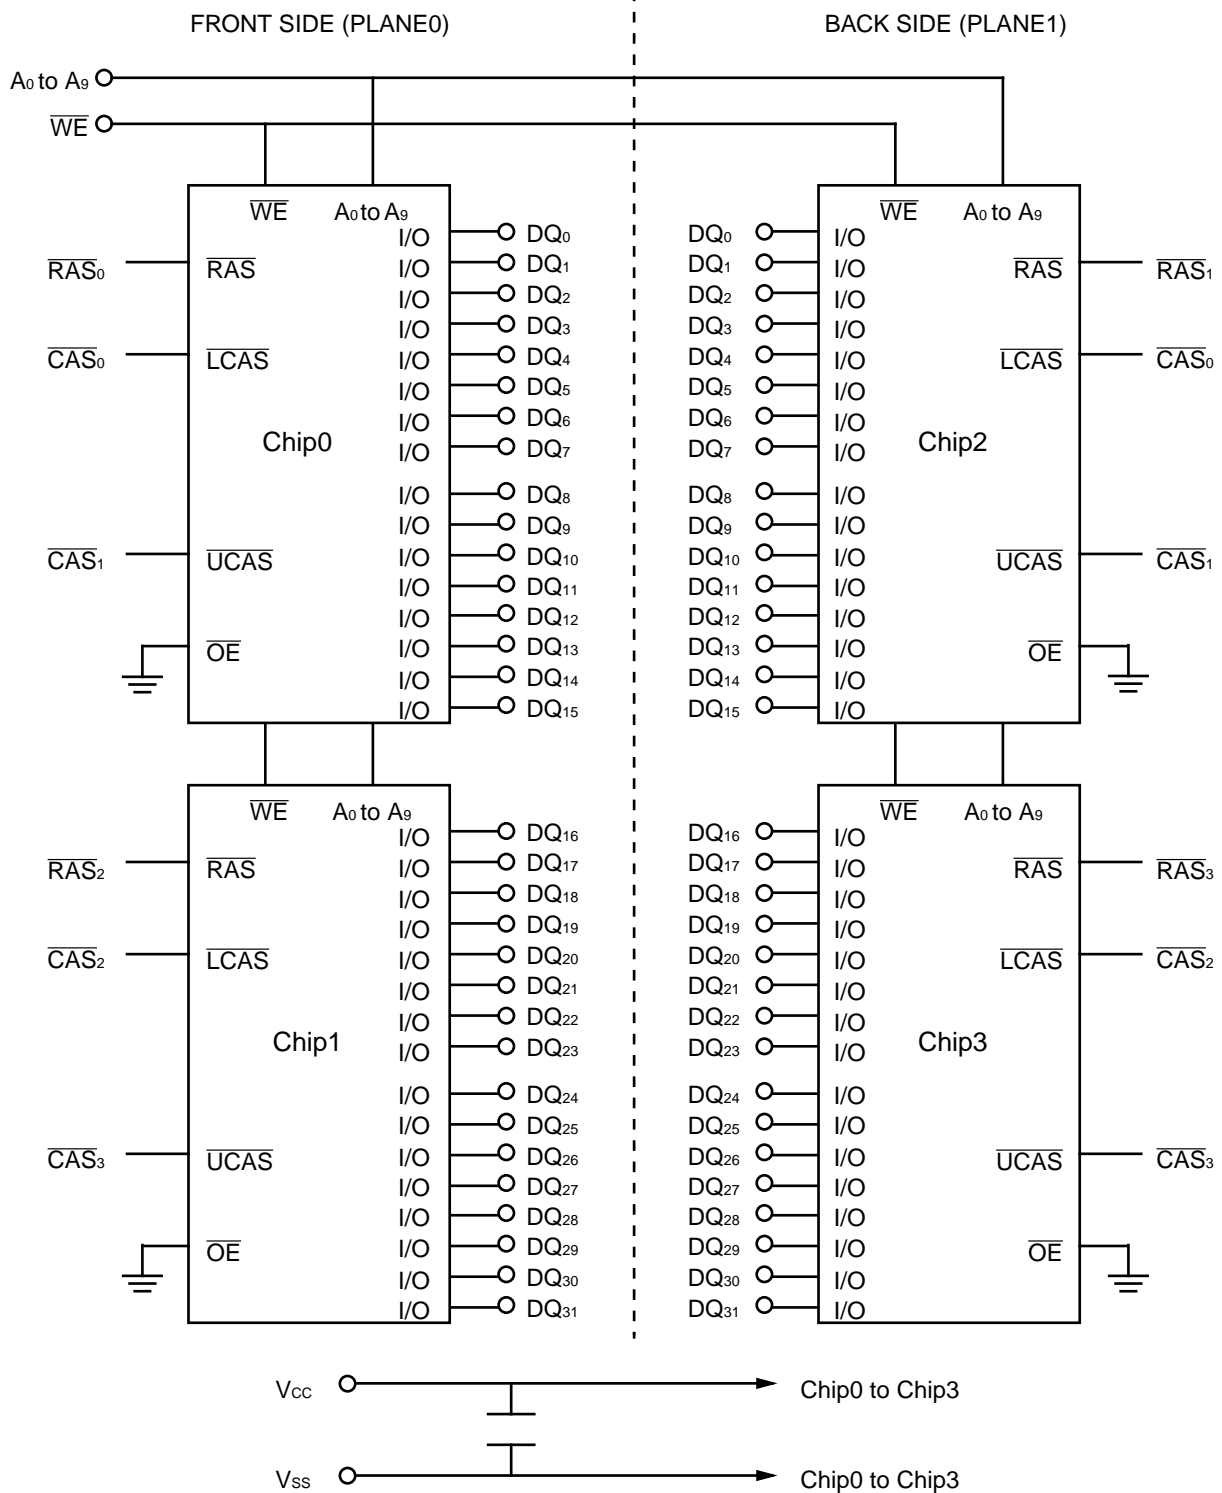 FRONT SIDE (PLANE0)
BACK SIDE (PLANE1)
A0 to A9
WE
WE
A0 to A9
I/O DQ0
I/O DQ1
I/O DQ2
I/O DQ3
I/O DQ4
I/O DQ5
I/O DQ6
I/O DQ7
I/O DQ8
I/O DQ9
I/O DQ10
I/O DQ11
I/O DQ12
I/O DQ13
I/O DQ14
I/O DQ15
RAS0 RAS
CAS0 LCAS
Chip0
CAS1 UCAS
OE
WE
A0 to A9
DQ0 I/O
DQ1 I/O
DQ2 I/O
DQ3 I/O
DQ4 I/O
DQ5 I/O
DQ6 I/O
DQ7 I/O
DQ8 I/O
DQ9 I/O
DQ10 I/O
DQ11 I/O
DQ12 I/O
DQ13 I/O
DQ14 I/O
DQ15 I/O
RAS RAS1
LCAS CAS0
Chip2
UCAS CAS1
OE
WE
A0 to A9
I/O DQ16
I/O DQ17
I/O DQ18
I/O DQ19
I/O DQ20
I/O DQ21
I/O DQ22
I/O DQ23
I/O DQ24
I/O DQ25
I/O DQ26
I/O DQ27
I/O DQ28
I/O DQ29
I/O DQ30
I/O DQ31
RAS2 RAS
CAS2 LCAS
Chip1
CAS3 UCAS
OE
WE
A0 to A9
DQ16 I/O
DQ17 I/O
DQ18 I/O
DQ19 I/O
DQ20 I/O
DQ21 I/O
DQ22 I/O
DQ23 I/O
DQ24 I/O
DQ25 I/O
DQ26 I/O
DQ27 I/O
DQ28 I/O
DQ29 I/O
DQ30 I/O
DQ31 I/O
RAS RAS3
LCAS CAS2
Chip3
UCAS CAS3
OE
VCC
Chip0 to Chip3
VSS
Chip0 to Chip3